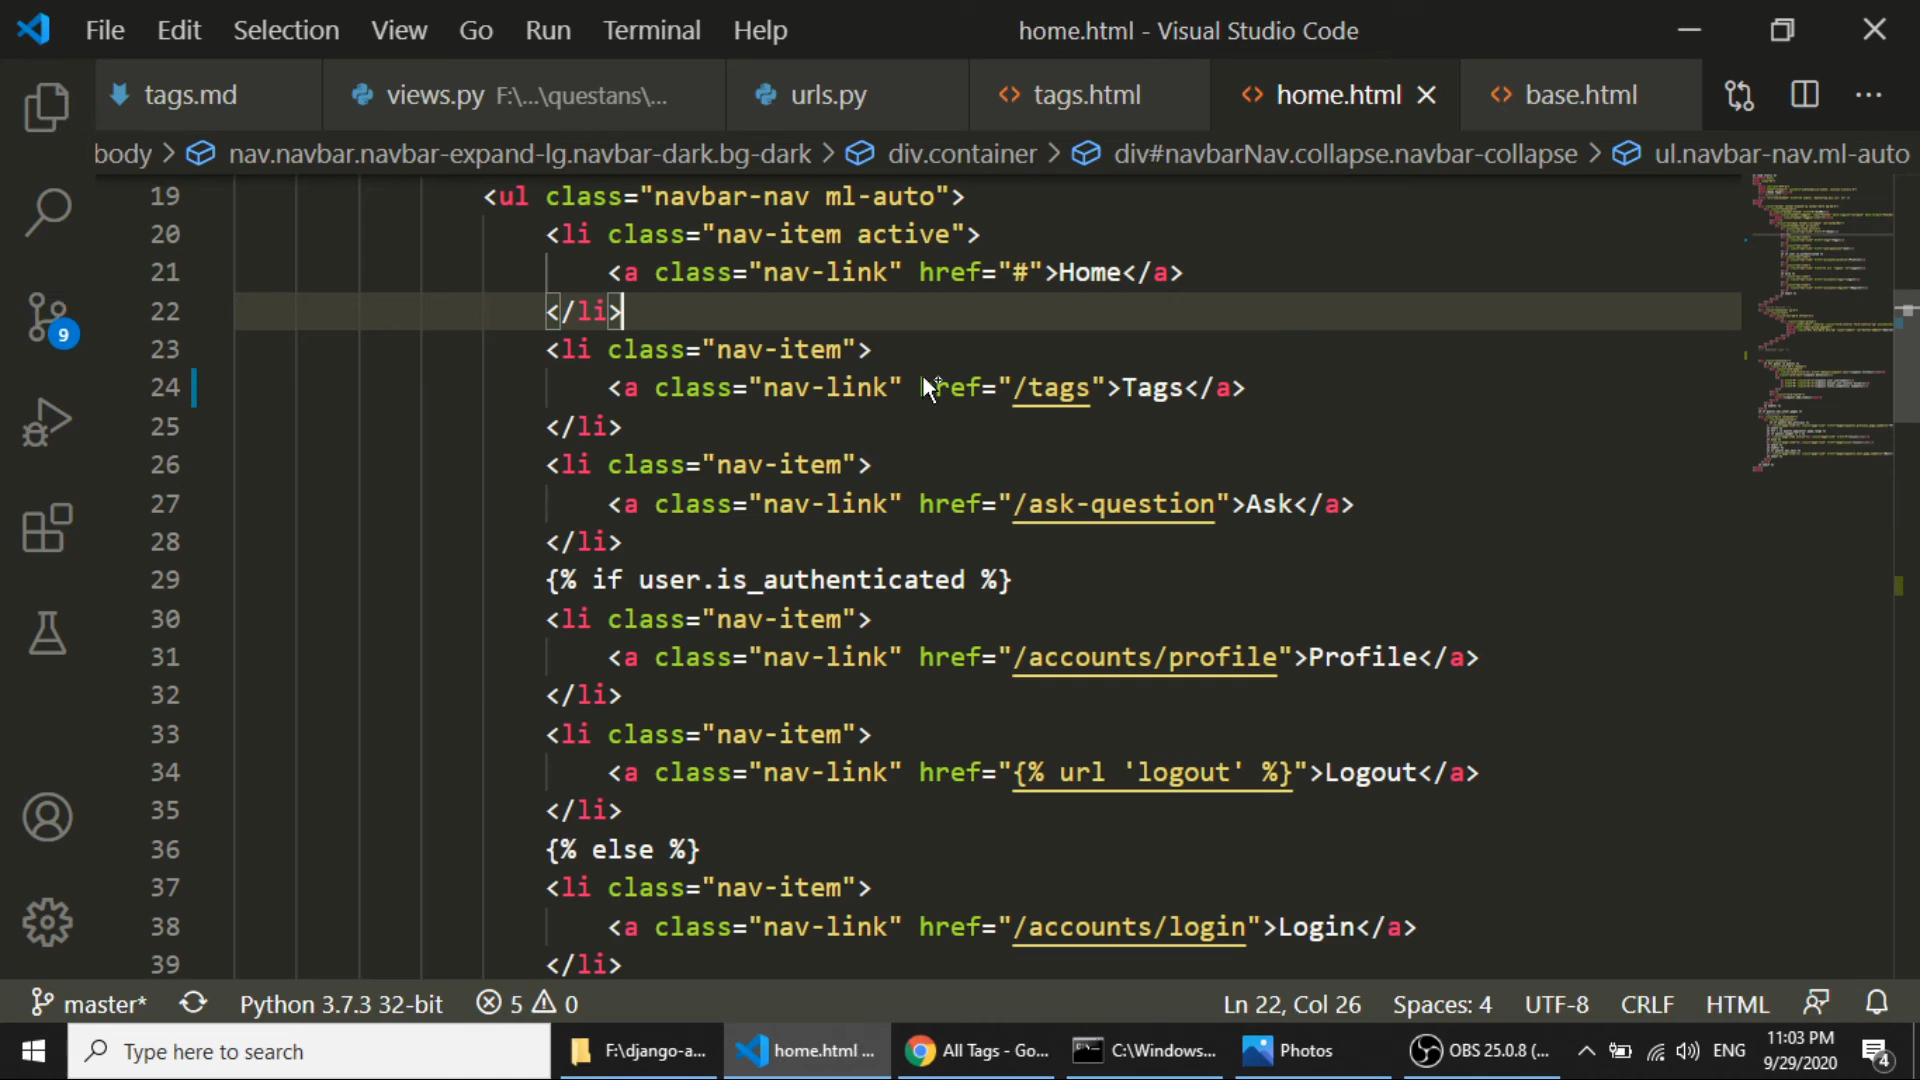 File Edit Selection View Go Run Terminal Help home.html - Visual Studio Code
tags.md views.py F:\...\questans\... urls.py tags.html home.html base.html
body > nav.navbar.navbar-expand-lg.navbar-dark.bg-dark > div.container > div#navbarNav.collapse.navbar-collapse > ul.navbar-nav.ml-auto
19 <ul class="navbar-nav ml-auto">
20 <li class="nav-item active">
21 <a class="nav-link" href="#">Home</a>
22 </li>
23 <li class="nav-item">
24 <a class="nav-link" href="/tags">Tags</a>
25 </li>
26 <li class="nav-item">
27 <a class="nav-link" href="/ask-question">Ask</a>
28 </li>
29 {% if user.is_authenticated %}
30 <li class="nav-item">
31 <a class="nav-link" href="/accounts/profile">Profile</a>
32 </li>
33 <li class="nav-item">
34 <a class="nav-link" href="{% url 'logout' %}">Logout</a>
35 </li>
36 {% else %}
37 <li class="nav-item">
38 <a class="nav-link" href="/accounts/login">Login</a>
39 </li>
9
master* Python 3.7.3 32-bit 5 0 Ln 22, Col 26 Spaces: 4 UTF-8 CRLF HTML
Type here to search F:\django-a... home.html ... All Tags - Go... C:\Windows... Photos OBS 25.0.8 (... ENG 11:03 PM
9/29/2020 4